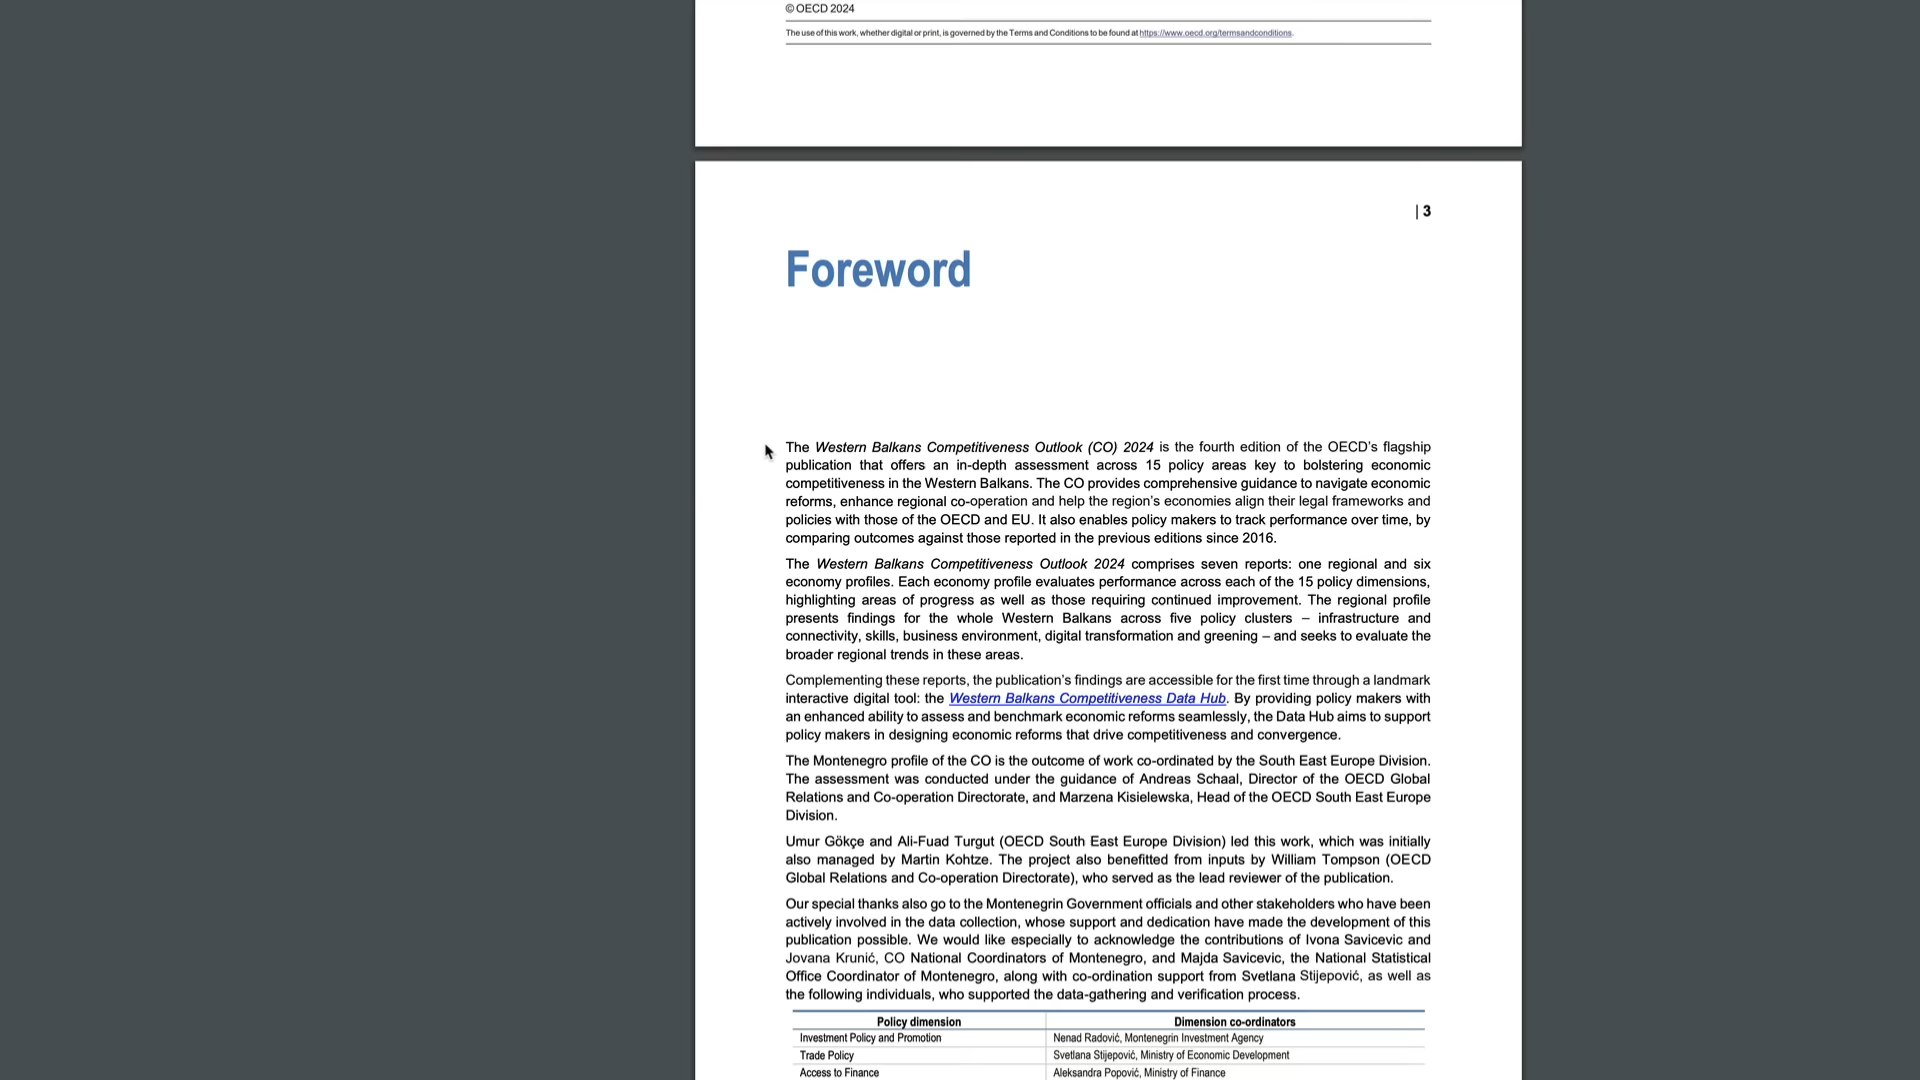 © OECD 2024
The use of this work, whether digital or print, is governed by the Terms and Conditions to be found at https://www.oecd.org/termsandconditions.
| 3
Foreword
The Western Balkans Competitiveness Outlook (CO) 2024 is the fourth edition of the OECD’s flagship
publication that offers an in-depth assessment across 15 policy areas key to bolstering economic
competitiveness in the Western Balkans. The CO provides comprehensive guidance to navigate economic
reforms, enhance regional co-operation and help the region’s economies align their legal frameworks and
policies with those of the OECD and EU. It also enables policy makers to track performance over time, by
comparing outcomes against those reported in the previous editions since 2016.
The Western Balkans Competitiveness Outlook 2024 comprises seven reports: one regional and six
economy profiles. Each economy profile evaluates performance across each of the 15 policy dimensions,
highlighting areas of progress as well as those requiring continued improvement. The regional profile
presents findings for the whole Western Balkans across five policy clusters – infrastructure and
connectivity, skills, business environment, digital transformation and greening – and seeks to evaluate the
broader regional trends in these areas.
Complementing these reports, the publication’s findings are accessible for the first time through a landmark
interactive digital tool: the Western Balkans Competitiveness Data Hub. By providing policy makers with
an enhanced ability to assess and benchmark economic reforms seamlessly, the Data Hub aims to support
policy makers in designing economic reforms that drive competitiveness and convergence.
The Montenegro profile of the CO is the outcome of work co-ordinated by the South East Europe Division.
The assessment was conducted under the guidance of Andreas Schaal, Director of the OECD Global
Relations and Co-operation Directorate, and Marzena Kisielewska, Head of the OECD South East Europe
Division.
Umur Gökçe and Ali-Fuad Turgut (OECD South East Europe Division) led this work, which was initially
also managed by Martin Kohtze. The project also benefitted from inputs by William Tompson (OECD
Global Relations and Co-operation Directorate), who served as the lead reviewer of the publication.
Our special thanks also go to the Montenegrin Government officials and other stakeholders who have been
actively involved in the data collection, whose support and dedication have made the development of this
publication possible. We would like especially to acknowledge the contributions of Ivona Savicevic and
Jovana Krunić, CO National Coordinators of Montenegro, and Majda Savicevic, the National Statistical
Office Coordinator of Montenegro, along with co-ordination support from Svetlana Stijepović, as well as
the following individuals, who supported the data-gathering and verification process.
Policy dimension Dimension co-ordinators
Investment Policy and Promotion Nenad Radović, Montenegrin Investment Agency
Trade Policy Svetlana Stijepović, Ministry of Economic Development
Access to Finance Aleksandra Popović, Ministry of Finance